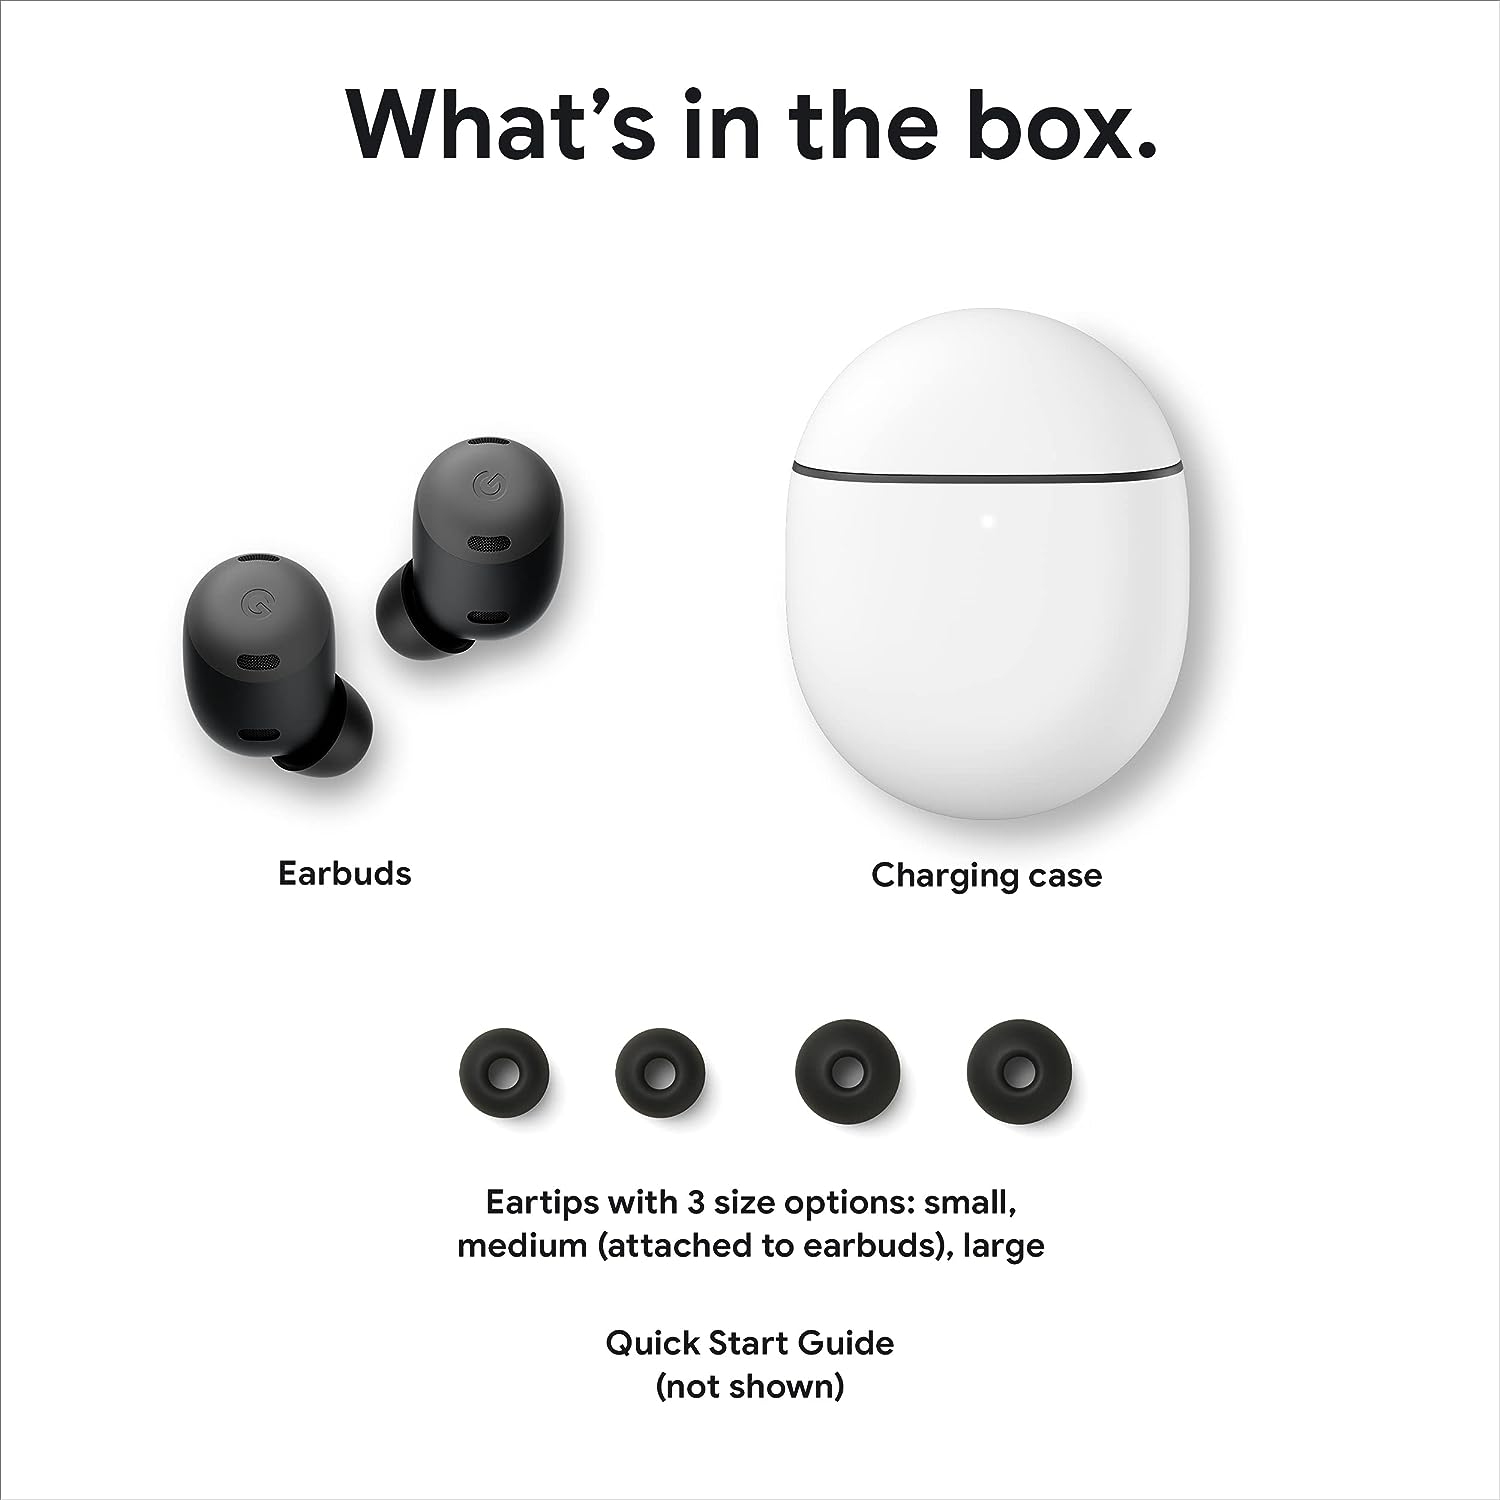 What’s in the box.
Earbuds
Charging case
Eartips with 3 size options: small,
medium (attached to earbuds), large
Quick Start Guide
(not shown)